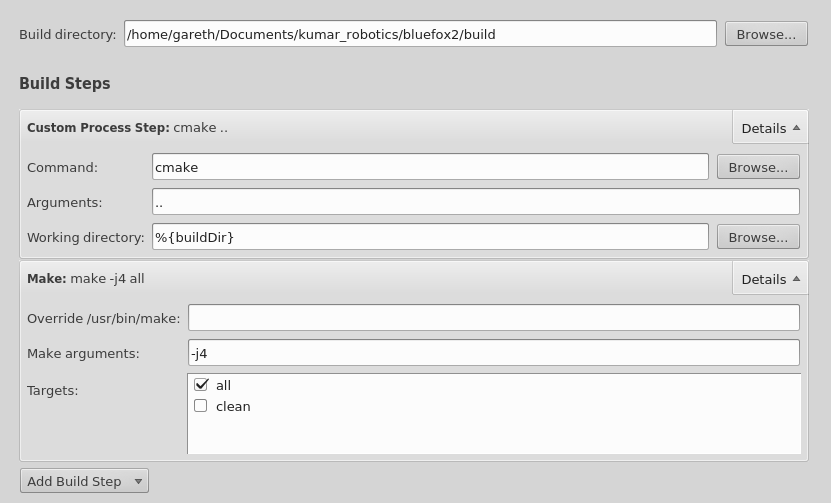 Build directory: /home/gareth/Documents/kumar_robotics/bluefox2/build Browse...
Build Steps
Custom Process Step: cmake .. Details
Command: cmake Browse...
Arguments: ..
Working directory: %{buildDir} Browse...
Make: make -j4 all Details
Override /usr/bin/make:
Make arguments: -j4
Targets: all
clean
Add Build Step